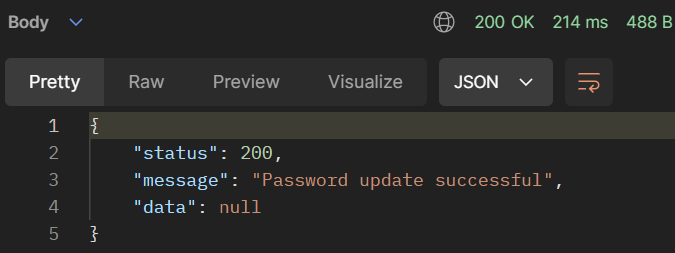 Body 200 OK 214 ms 488 B
Pretty Raw Preview Visualize JSON
1 {
2 "status": 200,
3 "message": "Password update successful",
4 "data": null
5 }